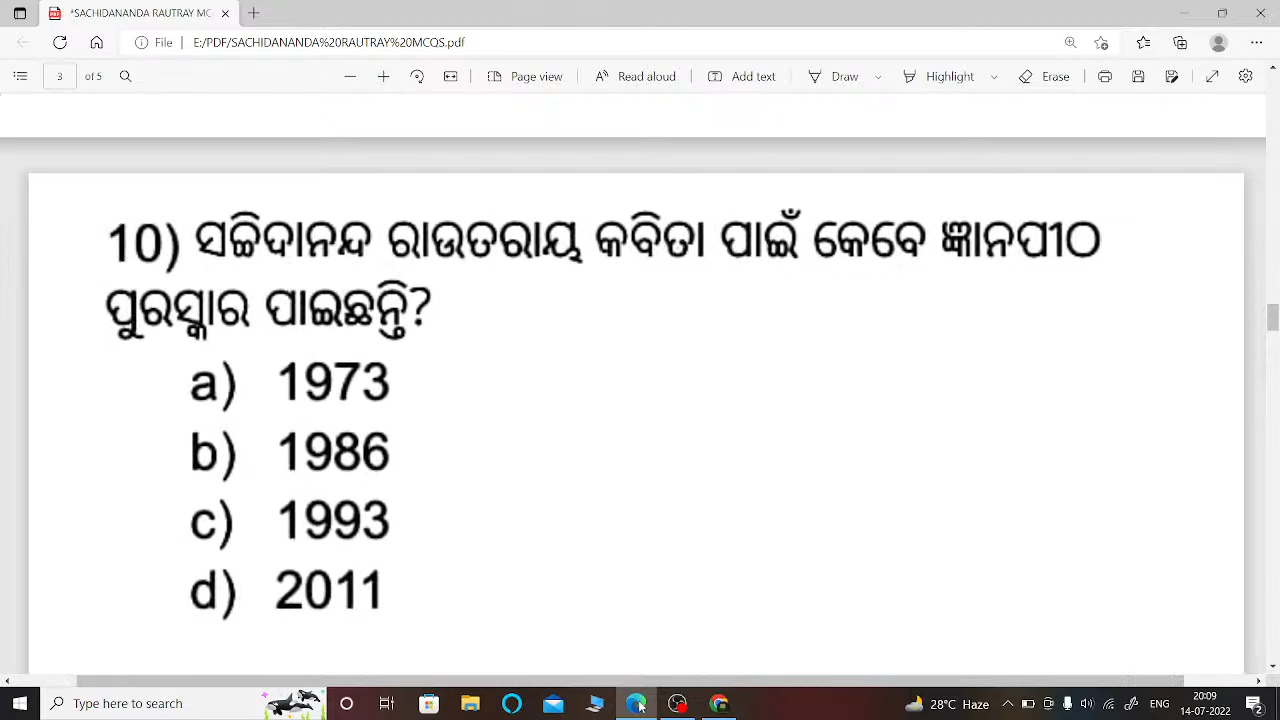 *SACHIDANANDA RAUTRAY MC
File | E:/PDF/SACHIDANANDA%20RAUTRAY%20MCQS.pdf
3 of 5 Page view Read aloud Add text Draw Highlight Erase
10) ସଚ୍ଚିଦାନନ୍ଦ ରାଉତରାୟ କବିତା ପାଇଁ କେବେ ଜ୍ଞାନପୀଠ
ପୁରସ୍କାର ପାଇଛନ୍ତି?
a) 1973
b) 1986
c) 1993
d) 2011
Type here to search 28°C Haze ENG 20:09
14-07-2022 2